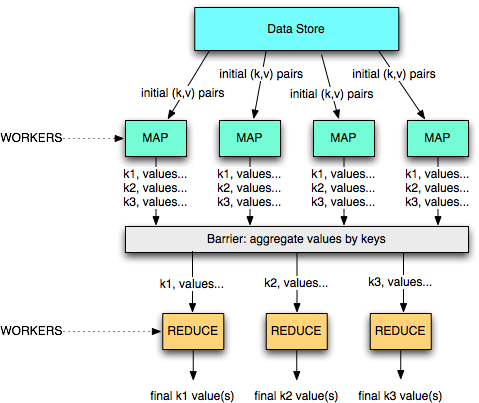 Data Store
initial (k,v) pairs
initial (k,v) pairs
initial (k,v) pairs
initial (k,v) pairs
WORKERS
MAP
MAP
MAP
MAP
k1, values...
k2, values...
k3, values...
k1, values...
k2, values...
k3, values...
k1, values...
k2, values...
k3, values...
k1, values...
k2, values...
k3, values...
Barrier: aggregate values by keys
k1, values...
k2, values...
k3, values...
WORKERS
REDUCE
REDUCE
REDUCE
final k1 value(s)
final k2 value(s)
final k3 value(s)